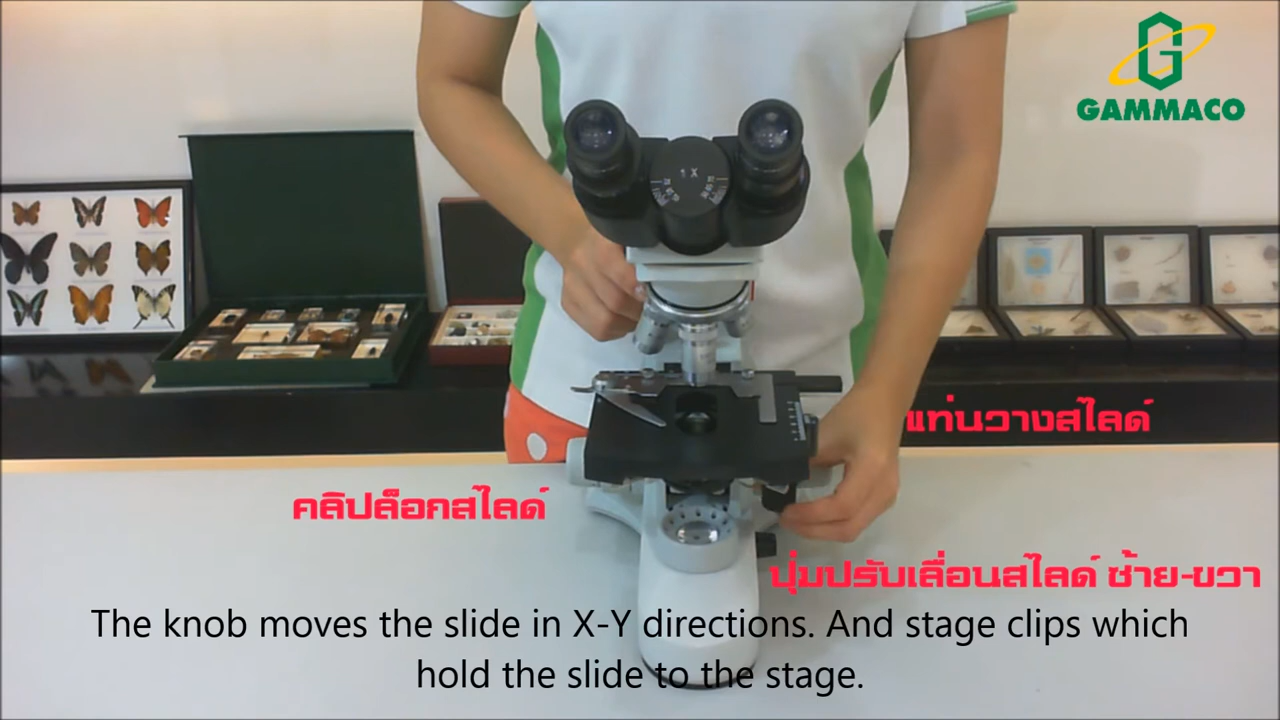 GAMMACO
1 X
แท่นวางสไลด์
คลิปล็อกสไลด์
ปุ่มปรับเลื่อนสไลด์ ซ้าย-ขวา
The knob moves the slide in X-Y directions. And stage clips which
hold the slide to the stage.